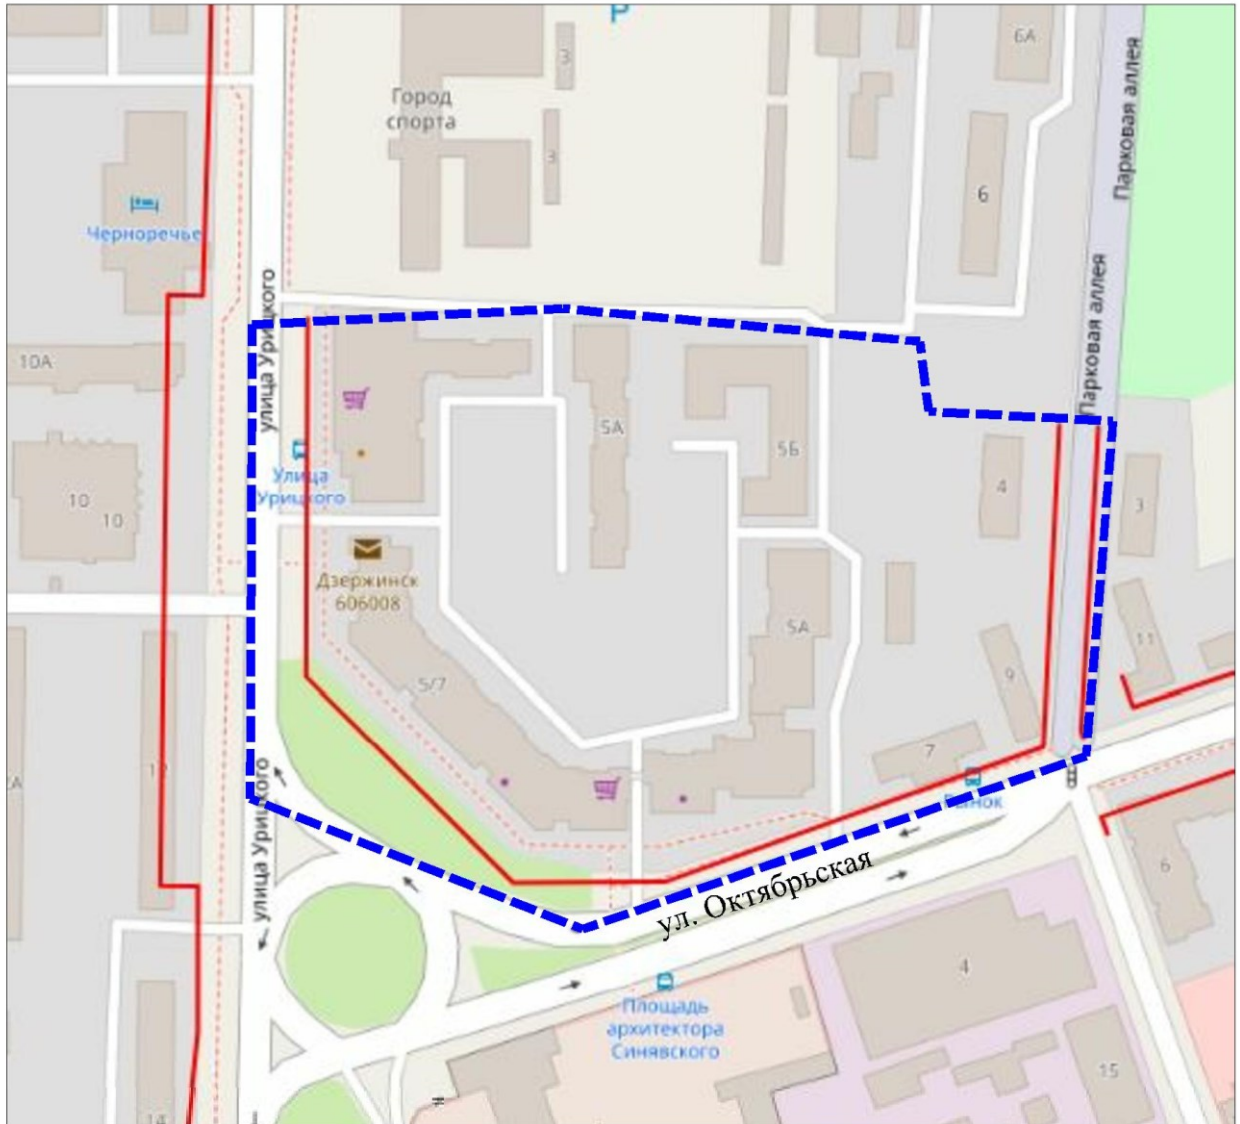 P
6А
3
Город
спорта
Парковая аллея
3
6
Черноречье
улица Урицкого
Парковая аллея
10А
5А
5Б
4
Улица
Урицкого
10
10
3
Дзержинск
606008
5А
11
5/7
9
7
Рынок
улица Урицкого
ул. Октябрьская
6
4
Площадь
архитектора
Синявского
15
14